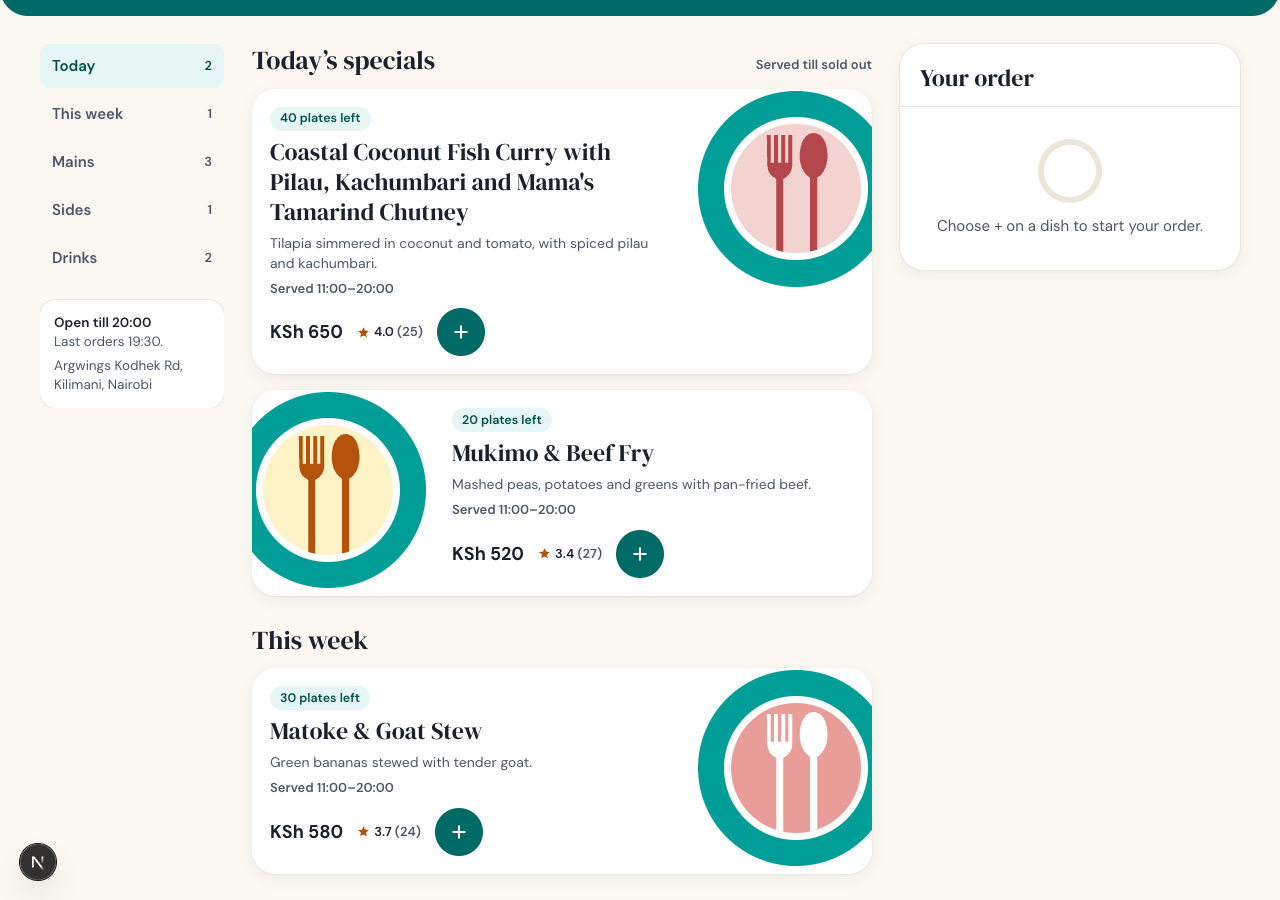 Today 2
This week 1
Mains 3
Sides 1
Drinks 2
Open till 20:00
Last orders 19:30.
Argwings Kodhek Rd,
Kilimani, Nairobi
Today’s specials
Served till sold out
40 plates left
Coastal Coconut Fish Curry with
Pilau, Kachumbari and Mama's
Tamarind Chutney
Tilapia simmered in coconut and tomato, with spiced pilau
and kachumbari.
Served 11:00–20:00
KSh 650 ★ 4.0 (25) +
20 plates left
Mukimo & Beef Fry
Mashed peas, potatoes and greens with pan-fried beef.
Served 11:00–20:00
KSh 520 ★ 3.4 (27) +
This week
30 plates left
Matoke & Goat Stew
Green bananas stewed with tender goat.
Served 11:00–20:00
KSh 580 ★ 3.7 (24) +
Your order
Choose + on a dish to start your order.
N